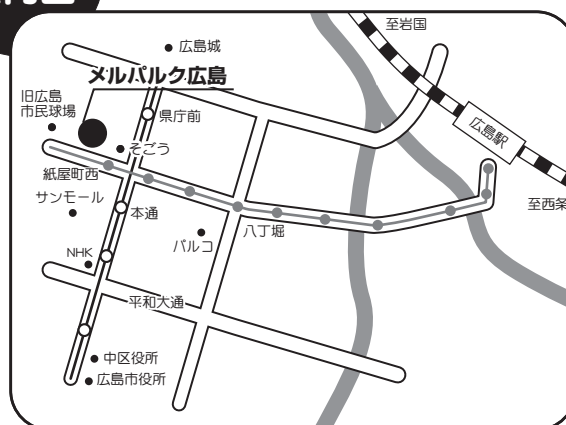 至岩国
広島城
メルパルク広島
旧広島
市民球場
県庁前
広島駅
そごう
紙屋町西
サンモール
本通
至西条
パルコ
八丁堀
NHK
平和大通
中区役所
広島市役所